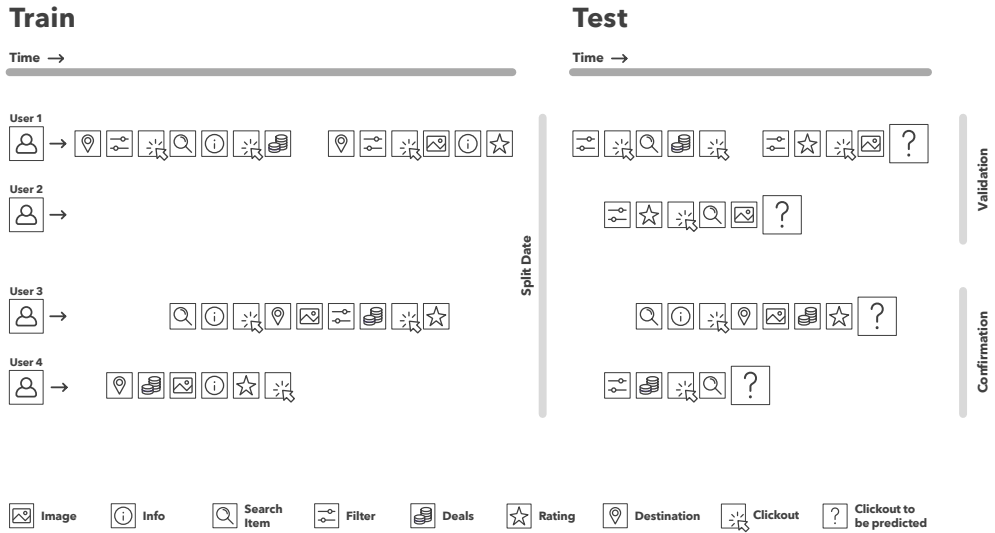 Train
Test
Time →
Time →
User 1
User 2
User 3
User 4
Split Date
Validation
Confirmation
Image
Info
Search
Item
Filter
Deals
Rating
Destination
Clickout
Clickout to
be predicted